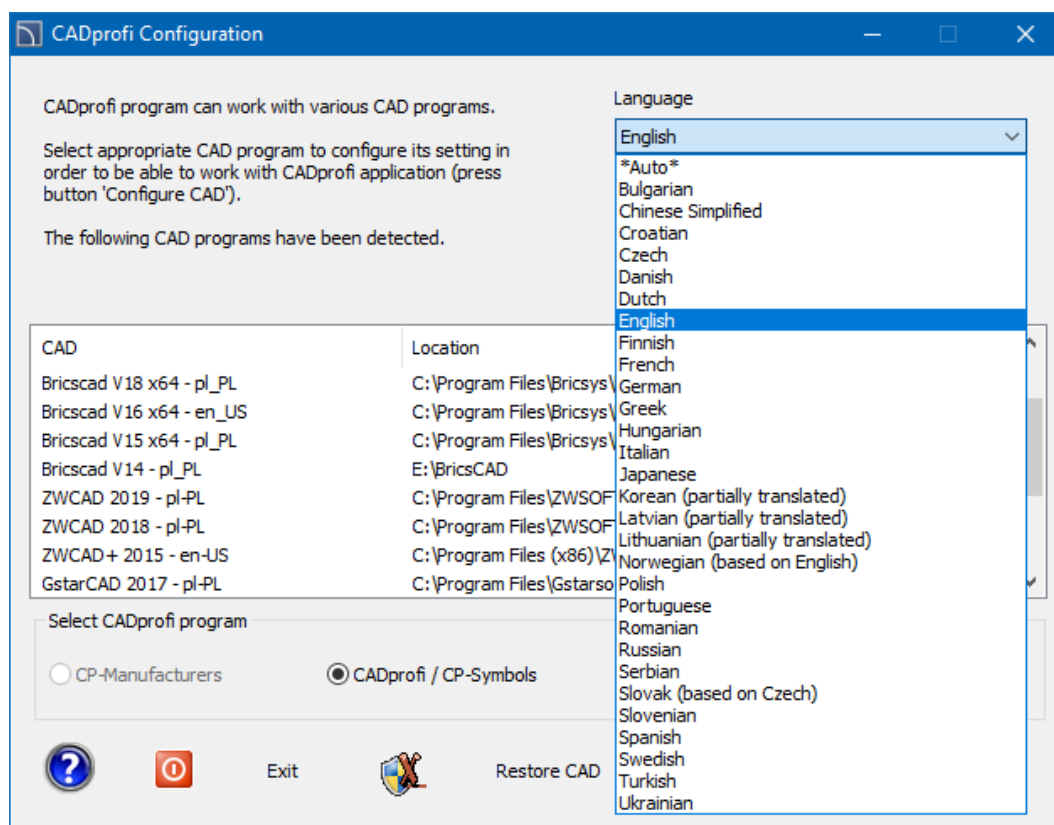 CADprofi Configuration
CADprofi program can work with various CAD programs.
Select appropriate CAD program to configure its setting in
order to be able to work with CADprofi application (press
button 'Configure CAD').
The following CAD programs have been detected.
Language
English
*Auto*
Bulgarian
Chinese Simplified
Croatian
Czech
Danish
Dutch
English
Finnish
French
German
Greek
Hungarian
Italian
Japanese
Korean (partially translated)
Latvian (partially translated)
Lithuanian (partially translated)
Norwegian (based on English)
Polish
Portuguese
Romanian
Russian
Serbian
Slovak (based on Czech)
Slovenian
Spanish
Swedish
Turkish
Ukrainian
CAD Location
Bricscad V18 x64 - pl_PL C:\Program Files\Bricsys\
Bricscad V16 x64 - en_US C:\Program Files\Bricsys\
Bricscad V15 x64 - pl_PL C:\Program Files\Bricsys\
Bricscad V14 - pl_PL E:\BricsCAD
ZWCAD 2019 - pl-PL C:\Program Files\ZWSOF
ZWCAD 2018 - pl-PL C:\Program Files\ZWSOF
ZWCAD+ 2015 - en-US C:\Program Files (x86)\Z
GstarCAD 2017 - pl-PL C:\Program Files\Gstarso
Select CADprofi program
CP-Manufacturers CADprofi / CP-Symbols
Exit Restore CAD